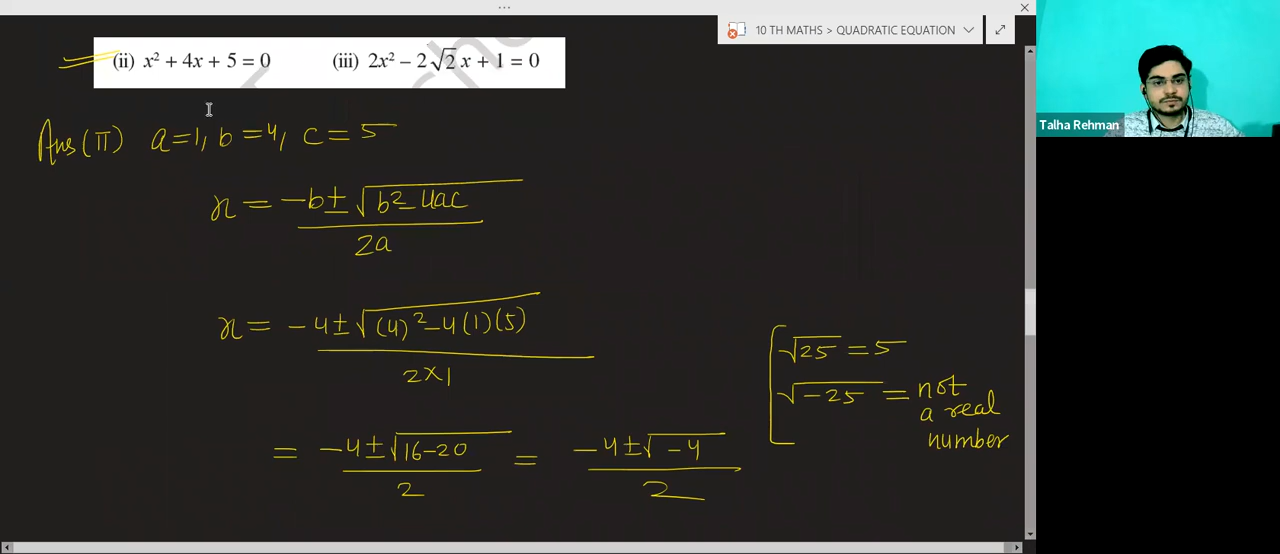 10 TH MATHS > QUADRATIC EQUATION
(ii) x² + 4x + 5 = 0 (iii) 2x² – 2√2 x + 1 = 0
Talha Rehman
Ans (II) a=1, b=4, c=5
x = (-b ± √(b²-4ac))/2a
x = (-4 ± √((4)²-4(1)(5)))/2×1
√25 = 5
√-25 = not
a real
number
= (-4 ± √(16-20))/2 = (-4 ± √-4)/2